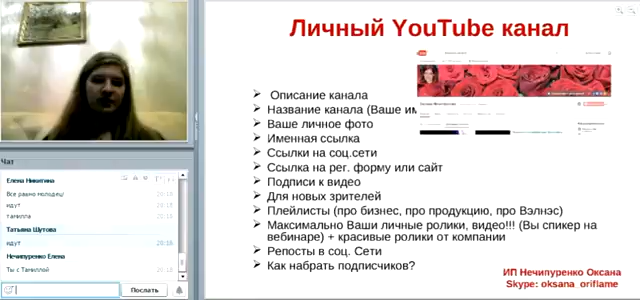 Личный YouTube канал
Описание канала
Название канала (Ваше им
Ваше личное фото
Именная ссылка
Ссылки на соц.сети
Ссылка на рег. форму или сайт
Подписи к видео
Для новых зрителей
Плейлисты (про бизнес, про продукцию, про Вэлнэс)
Максимально Ваши личные ролики, видео!!! (Вы спикер на
вебинаре) + красивые ролики от компании
Репосты в соц. Сети
Как набрать подписчиков?
ИП Нечипуренко Оксана
Skype: oksana_oriflame
Чат
Елена Никитина
Все равно молодец!
идут
тамилла
Татьяна Шутова
идут
Нечипуренко Елена
Ты с Тамиллой
Послать